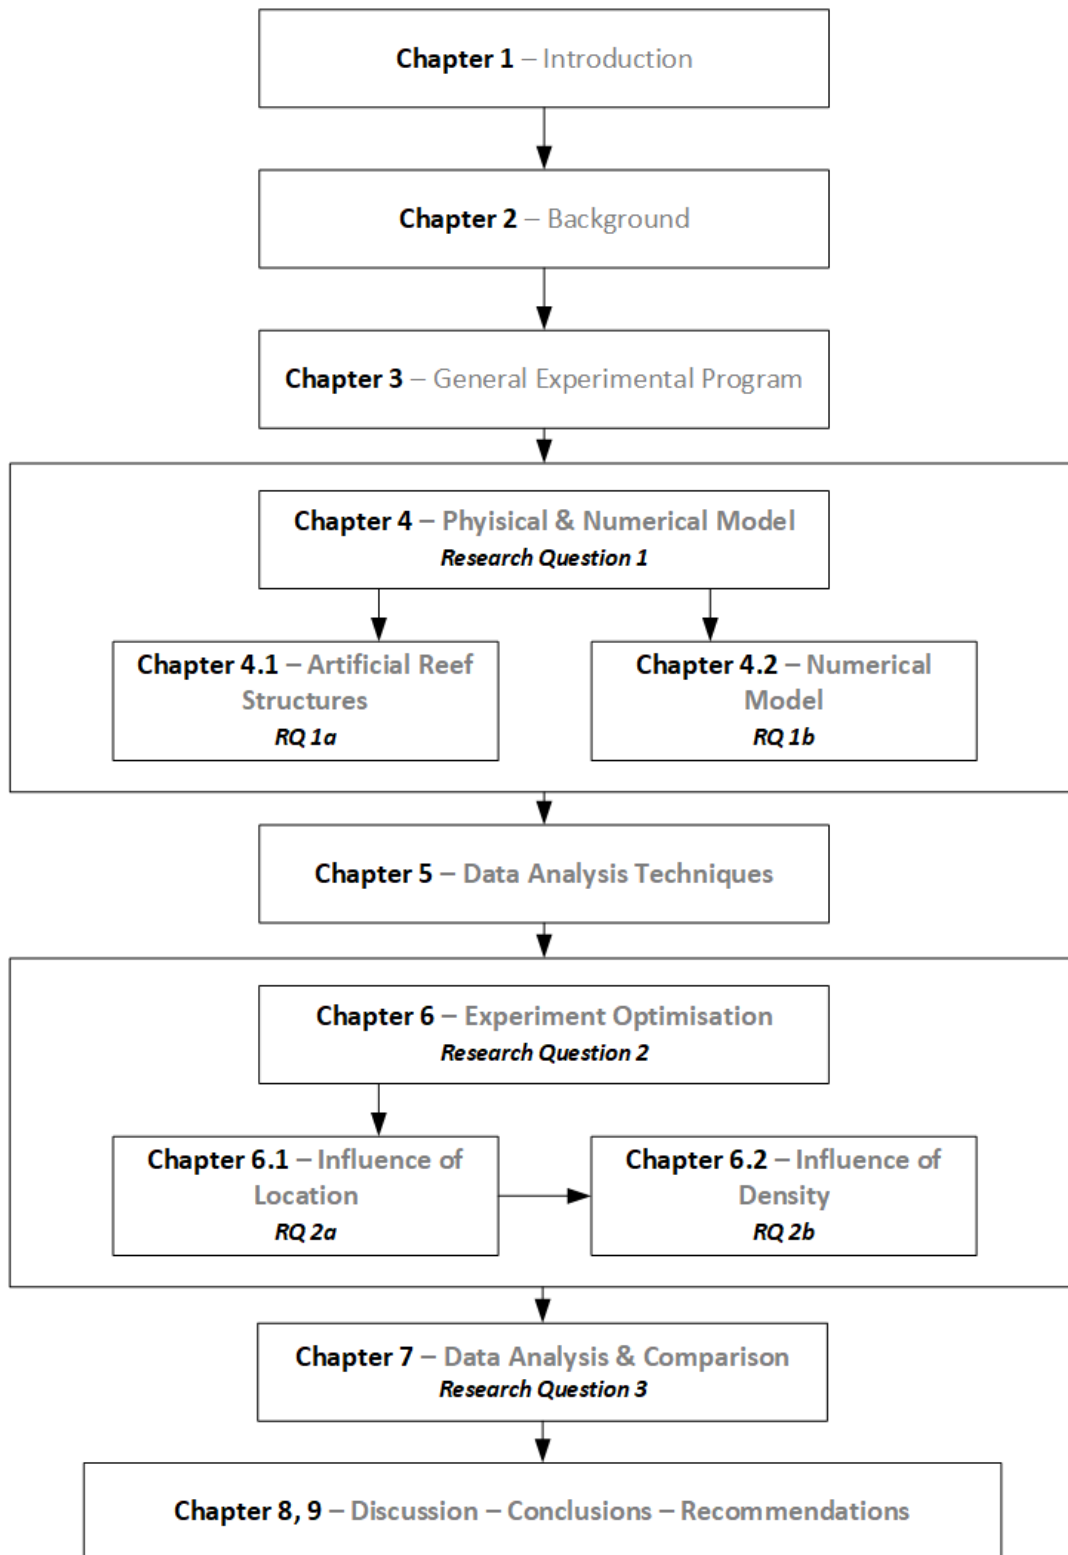 Chapter 1 – Introduction
Chapter 2 – Background
Chapter 3 – General Experimental Program
Chapter 4 – Phyisical & Numerical Model
Research Question 1
Chapter 4.1 – Artificial Reef
Structures
RQ 1a
Chapter 4.2 – Numerical
Model
RQ 1b
Chapter 5 – Data Analysis Techniques
Chapter 6 – Experiment Optimisation
Research Question 2
Chapter 6.1 – Influence of
Location
RQ 2a
Chapter 6.2 – Influence of
Density
RQ 2b
Chapter 7 – Data Analysis & Comparison
Research Question 3
Chapter 8, 9 – Discussion – Conclusions – Recommendations